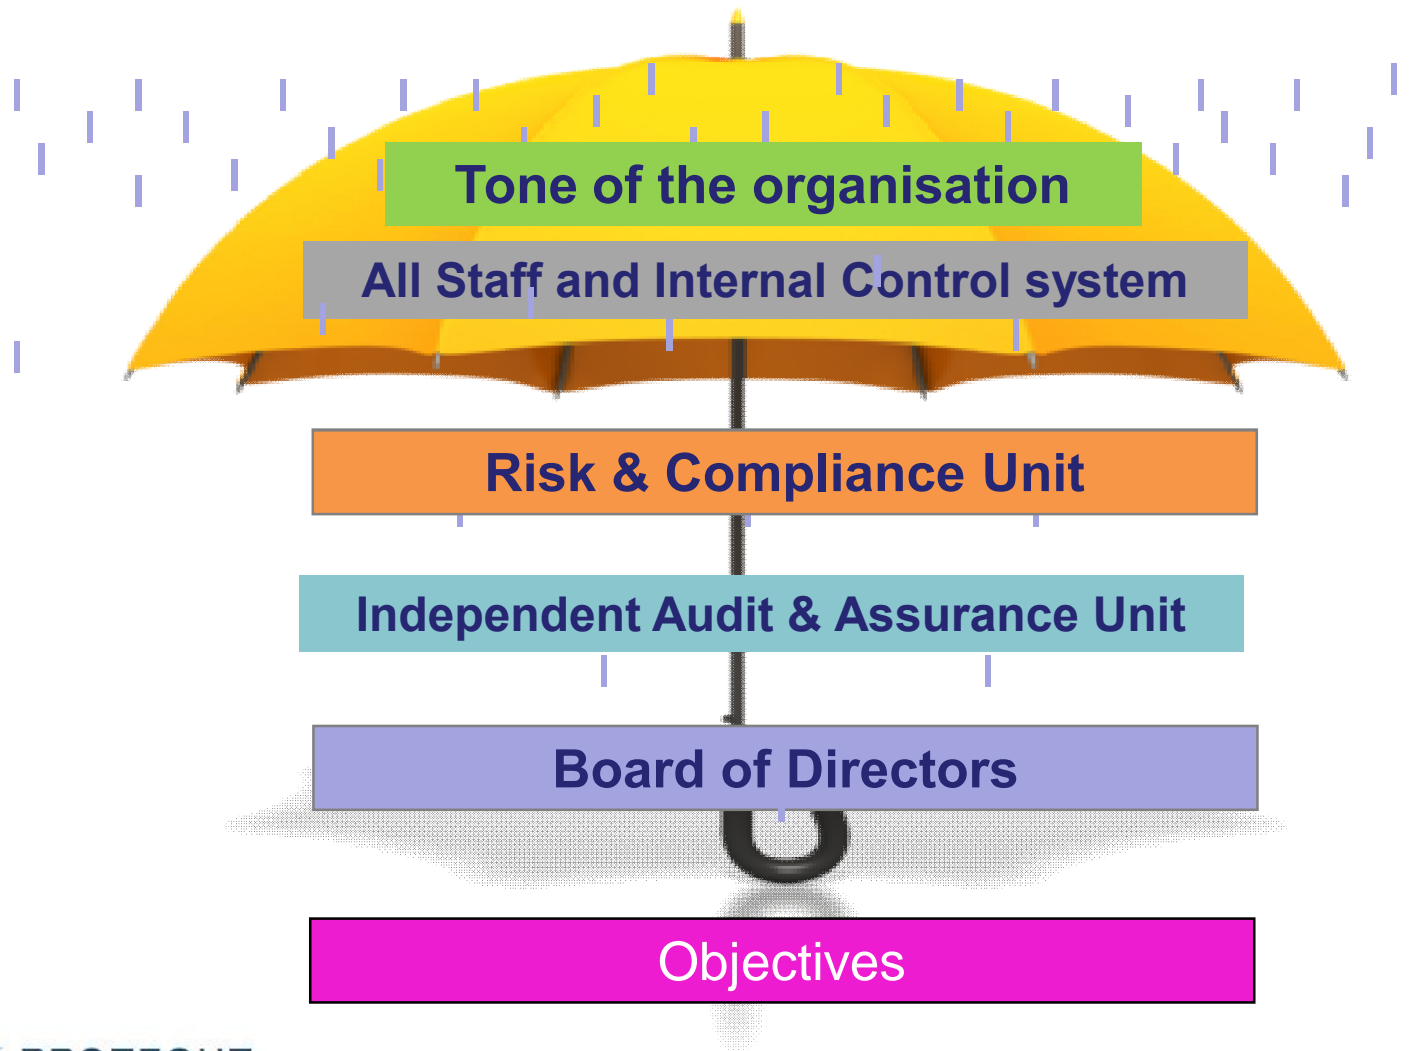 Tone of the organisation
All Staff and Internal Control system
Risk & Compliance Unit
Independent Audit & Assurance Unit
Board of Directors
Objectives